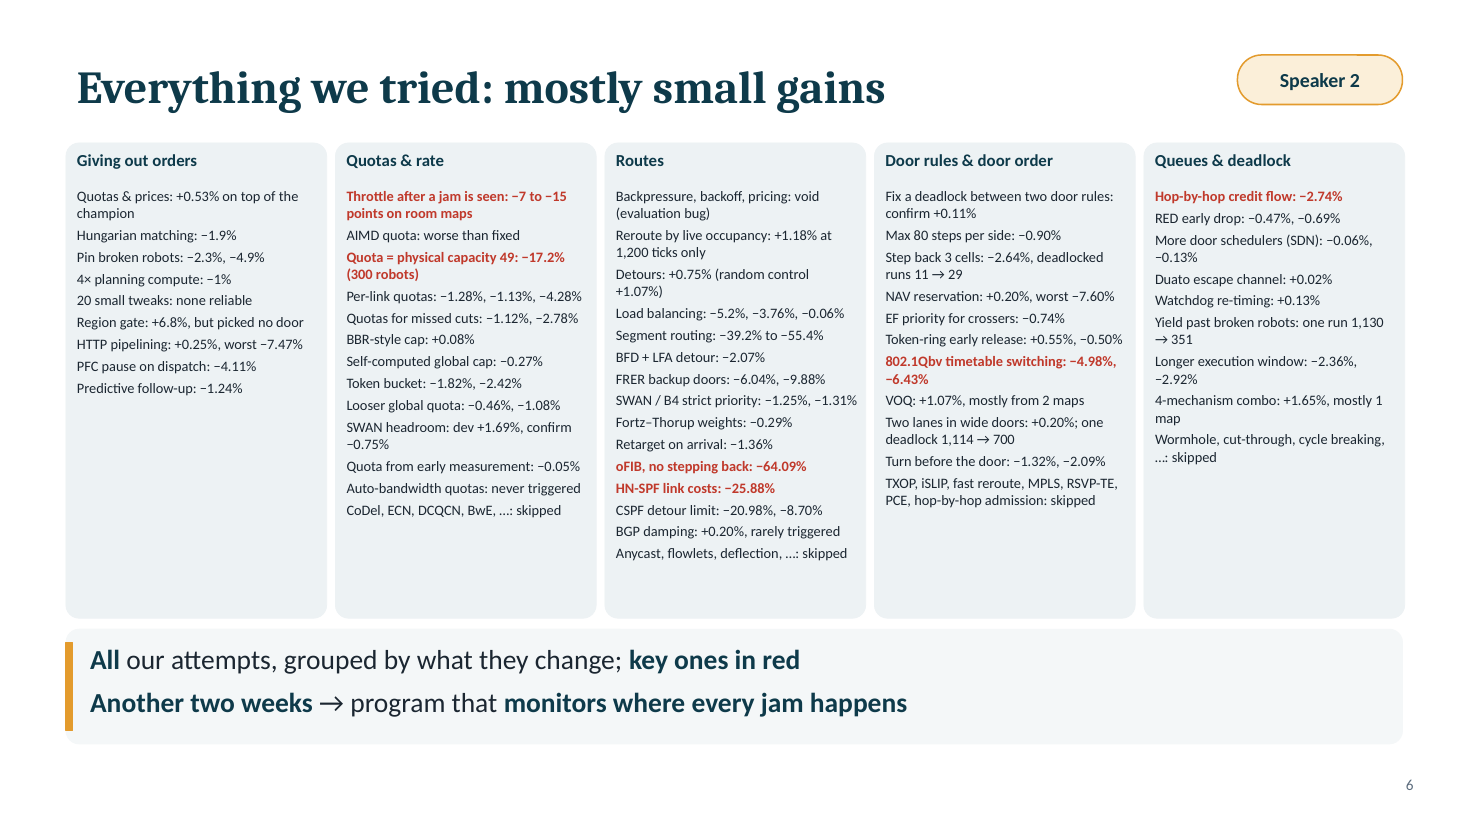 Everything we tried: mostly small gains
Speaker 2
Giving out orders
Quotas & prices: +0.53% on top of the
champion
Hungarian matching: −1.9%
Pin broken robots: −2.3%, −4.9%
4× planning compute: −1%
20 small tweaks: none reliable
Region gate: +6.8%, but picked no door
HTTP pipelining: +0.25%, worst −7.47%
PFC pause on dispatch: −4.11%
Predictive follow-up: −1.24%
Quotas & rate
Throttle after a jam is seen: −7 to −15
points on room maps
AIMD quota: worse than fixed
Quota = physical capacity 49: −17.2%
(300 robots)
Per-link quotas: −1.28%, −1.13%, −4.28%
Quotas for missed cuts: −1.12%, −2.78%
BBR-style cap: +0.08%
Self-computed global cap: −0.27%
Token bucket: −1.82%, −2.42%
Looser global quota: −0.46%, −1.08%
SWAN headroom: dev +1.69%, confirm
−0.75%
Quota from early measurement: −0.05%
Auto-bandwidth quotas: never triggered
CoDel, ECN, DCQCN, BwE, …: skipped
Routes
Backpressure, backoff, pricing: void
(evaluation bug)
Reroute by live occupancy: +1.18% at
1,200 ticks only
Detours: +0.75% (random control
+1.07%)
Load balancing: −5.2%, −3.76%, −0.06%
Segment routing: −39.2% to −55.4%
BFD + LFA detour: −2.07%
FRER backup doors: −6.04%, −9.88%
SWAN / B4 strict priority: −1.25%, −1.31%
Fortz–Thorup weights: −0.29%
Retarget on arrival: −1.36%
oFIB, no stepping back: −64.09%
HN-SPF link costs: −25.88%
CSPF detour limit: −20.98%, −8.70%
BGP damping: +0.20%, rarely triggered
Anycast, flowlets, deflection, …: skipped
Door rules & door order
Fix a deadlock between two door rules:
confirm +0.11%
Max 80 steps per side: −0.90%
Step back 3 cells: −2.64%, deadlocked
runs 11 → 29
NAV reservation: +0.20%, worst −7.60%
EF priority for crossers: −0.74%
Token-ring early release: +0.55%, −0.50%
802.1Qbv timetable switching: −4.98%,
−6.43%
VOQ: +1.07%, mostly from 2 maps
Two lanes in wide doors: +0.20%; one
deadlock 1,114 → 700
Turn before the door: −1.32%, −2.09%
TXOP, iSLIP, fast reroute, MPLS, RSVP-TE,
PCE, hop-by-hop admission: skipped
Queues & deadlock
Hop-by-hop credit flow: −2.74%
RED early drop: −0.47%, −0.69%
More door schedulers (SDN): −0.06%,
−0.13%
Duato escape channel: +0.02%
Watchdog re-timing: +0.13%
Yield past broken robots: one run 1,130
→ 351
Longer execution window: −2.36%,
−2.92%
4-mechanism combo: +1.65%, mostly 1
map
Wormhole, cut-through, cycle breaking,
…: skipped
All our attempts, grouped by what they change; key ones in red
Another two weeks → program that monitors where every jam happens
6